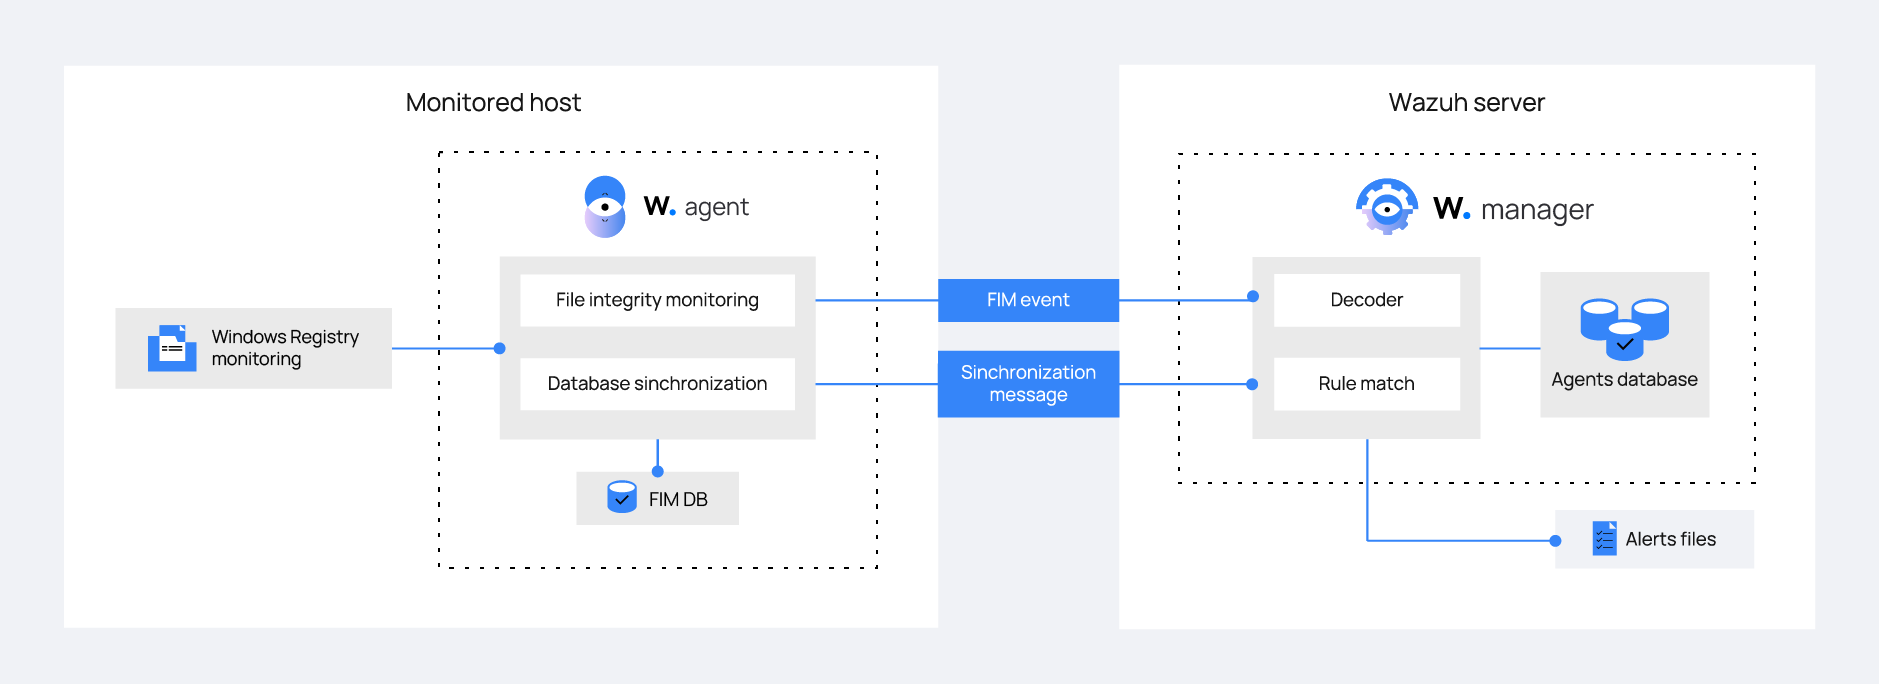 Monitored host
Wazuh server
W. agent
W. manager
File integrity monitoring
FIM event
Decoder
Windows Registry
monitoring
Database sinchronization
Sinchronization
message
Rule match
Agents database
FIM DB
Alerts files